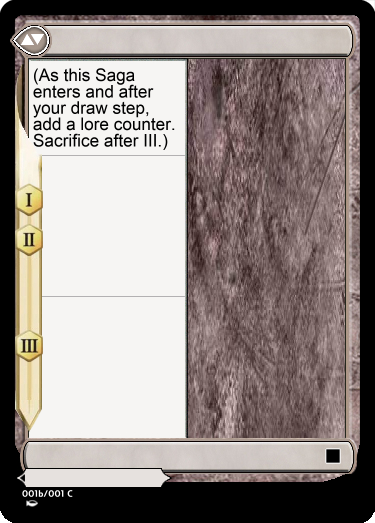 (As this Saga
enters and after
your draw step,
add a lore counter.
Sacrifice after III.)
I
II
III
001b/001 C